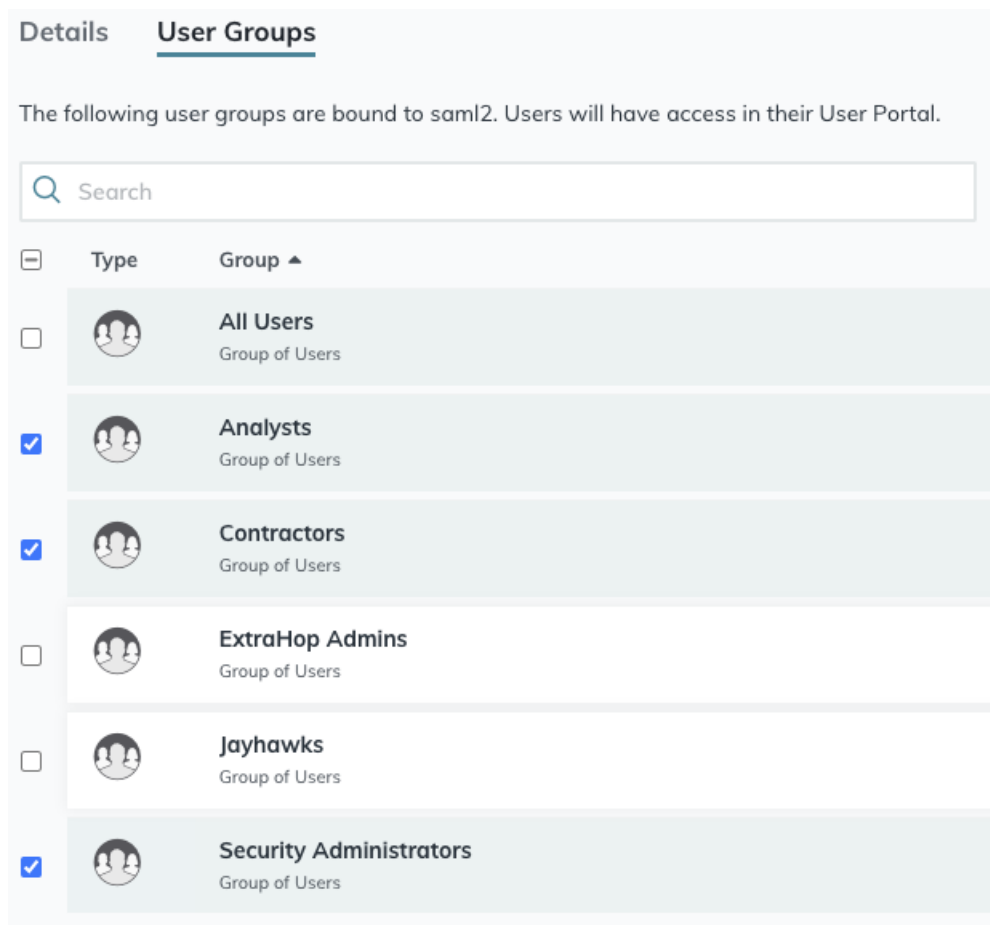 Details User Groups
The following user groups are bound to saml2. Users will have access in their User Portal.
Search
Type Group
All Users
Group of Users
Analysts
Group of Users
Contractors
Group of Users
ExtraHop Admins
Group of Users
Jayhawks
Group of Users
Security Administrators
Group of Users